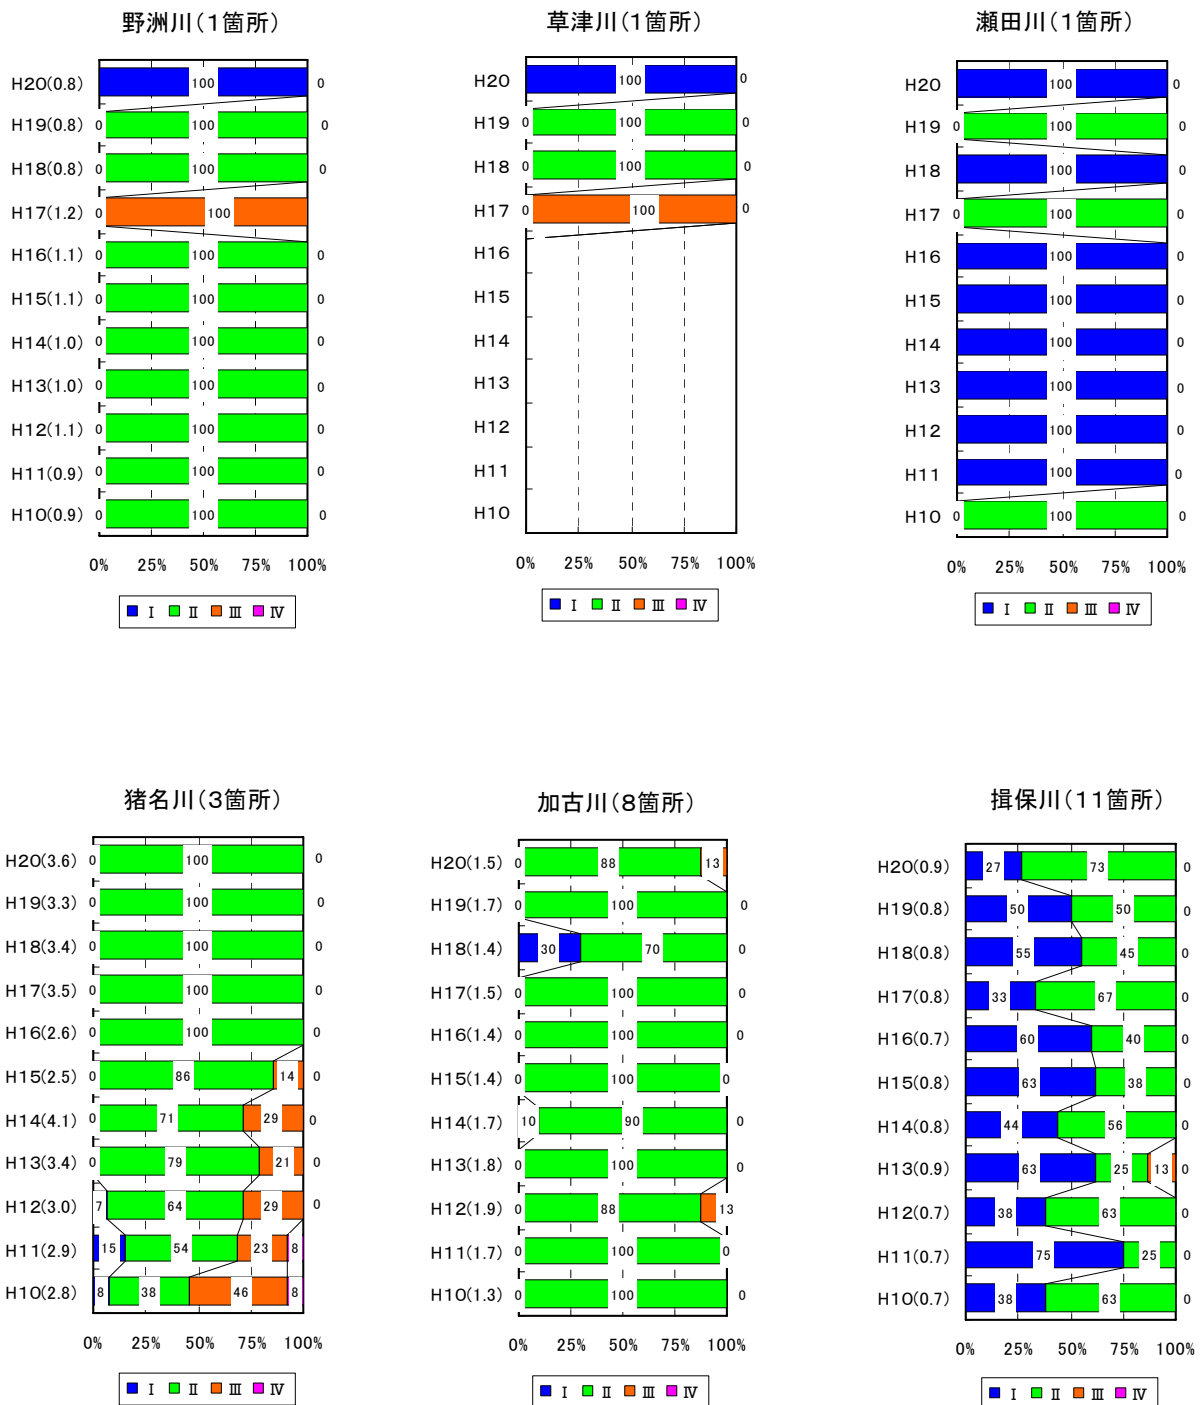 野洲川(1箇所)
H20(0.8) 100 0
H19(0.8) 0 100 0
H18(0.8) 0 100 0
H17(1.2) 0 100 0
H16(1.1) 0 100 0
H15(1.1) 0 100 0
H14(1.0) 0 100 0
H13(1.0) 0 100 0
H12(1.1) 0 100 0
H11(0.9) 0 100 0
H10(0.9) 0 100 0
0% 25% 50% 75% 100%
I II III IV
草津川(1箇所)
H20 100 0
H19 0 100 0
H18 0 100 0
H17 0 100 0
H16
H15
H14
H13
H12
H11
H10
0% 25% 50% 75% 100%
I II III IV
瀬田川(1箇所)
H20 100 0
H19 0 100 0
H18 100 0
H17 0 100 0
H16 100 0
H15 100 0
H14 100 0
H13 100 0
H12 100 0
H11 100 0
H10 0 100 0
0% 25% 50% 75% 100%
I II III IV
猪名川(3箇所)
H20(3.6) 0 100 0
H19(3.3) 0 100 0
H18(3.4) 0 100 0
H17(3.5) 0 100 0
H16(2.6) 0 100 0
H15(2.5) 0 86 14 0
H14(4.1) 0 71 29 0
H13(3.4) 0 79 21 0
H12(3.0) 7 64 29 0
H11(2.9) 15 54 23 8
H10(2.8) 8 38 46 8
0% 25% 50% 75% 100%
I II III IV
加古川(8箇所)
H20(1.5) 0 88 13 0
H19(1.7) 0 100 0
H18(1.4) 30 70 0
H17(1.5) 0 100 0
H16(1.4) 0 100 0
H15(1.4) 0 100 0
H14(1.7) 10 90 0
H13(1.8) 0 100 0
H12(1.9) 0 88 13
H11(1.7) 0 100 0
H10(1.3) 0 100 0
0% 25% 50% 75% 100%
I II III IV
揖保川(11箇所)
H20(0.9) 27 73 0
H19(0.8) 50 50 0
H18(0.8) 55 45 0
H17(0.8) 33 67 0
H16(0.7) 60 40 0
H15(0.8) 63 38 0
H14(0.8) 44 56 0
H13(0.9) 63 25 13 0
H12(0.7) 38 63 0
H11(0.7) 75 25 0
H10(0.7) 38 63 0
0% 25% 50% 75% 100%
I II III IV